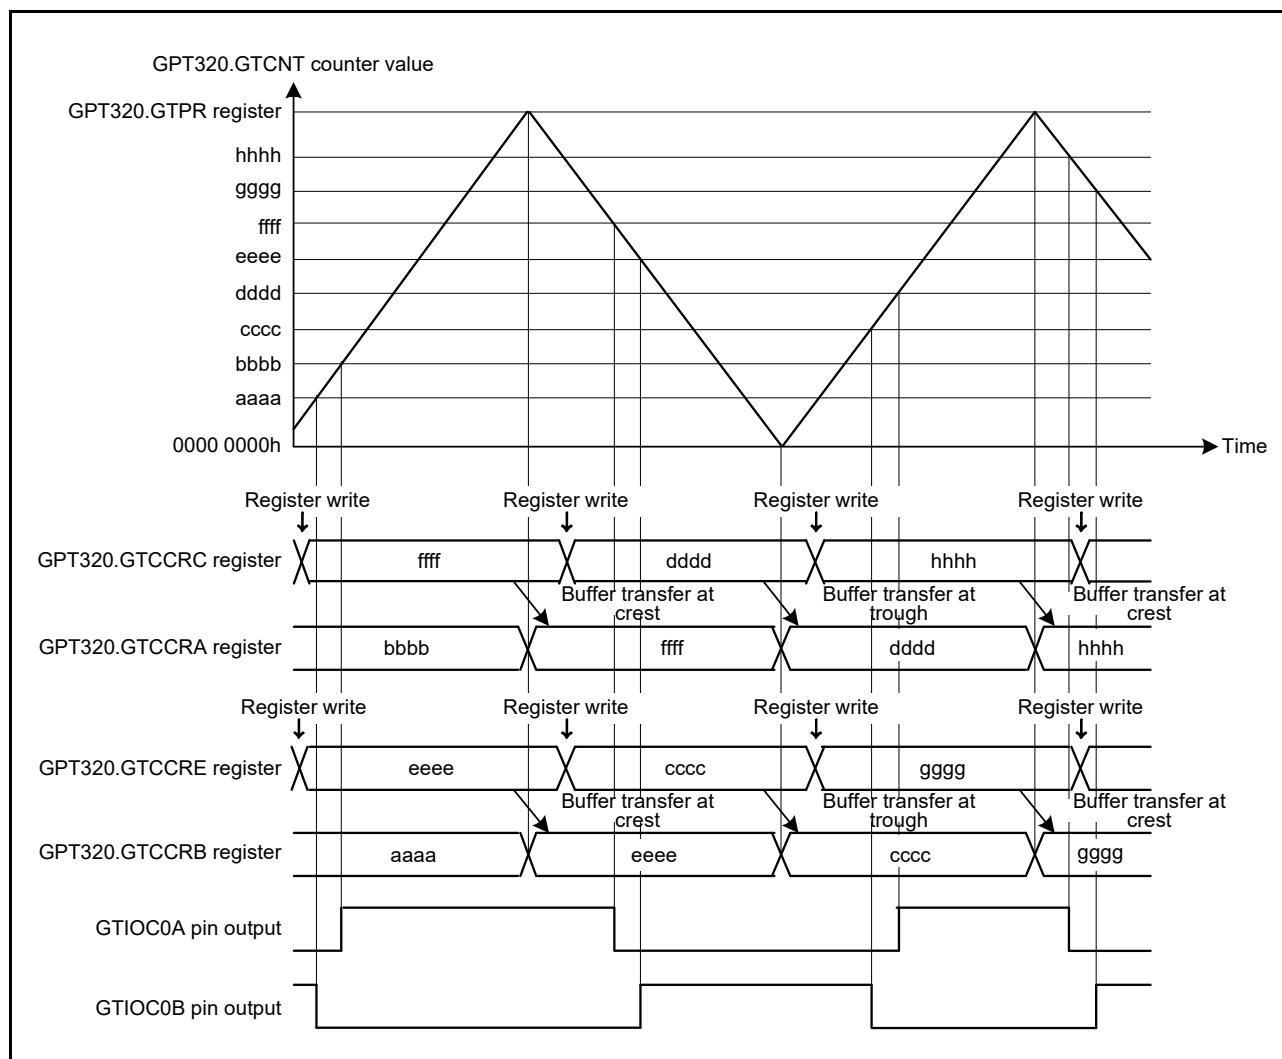 GPT320.GTCNT counter value
GPT320.GTPR register
hhhh
gggg
ffff
eeee
dddd
cccc
bbbb
aaaa
0000 0000h
Time
Register write Register write Register write Register write
GPT320.GTCCRC register ffff dddd hhhh
Buffer transfer at Buffer transfer at Buffer transfer at
crest trough crest
GPT320.GTCCRA register bbbb ffff dddd hhhh
Register write Register write Register write Register write
GPT320.GTCCRE register eeee cccc gggg
Buffer transfer at Buffer transfer at Buffer transfer at
crest trough crest
GPT320.GTCCRB register aaaa eeee cccc gggg
GTIOC0A pin output
GTIOC0B pin output